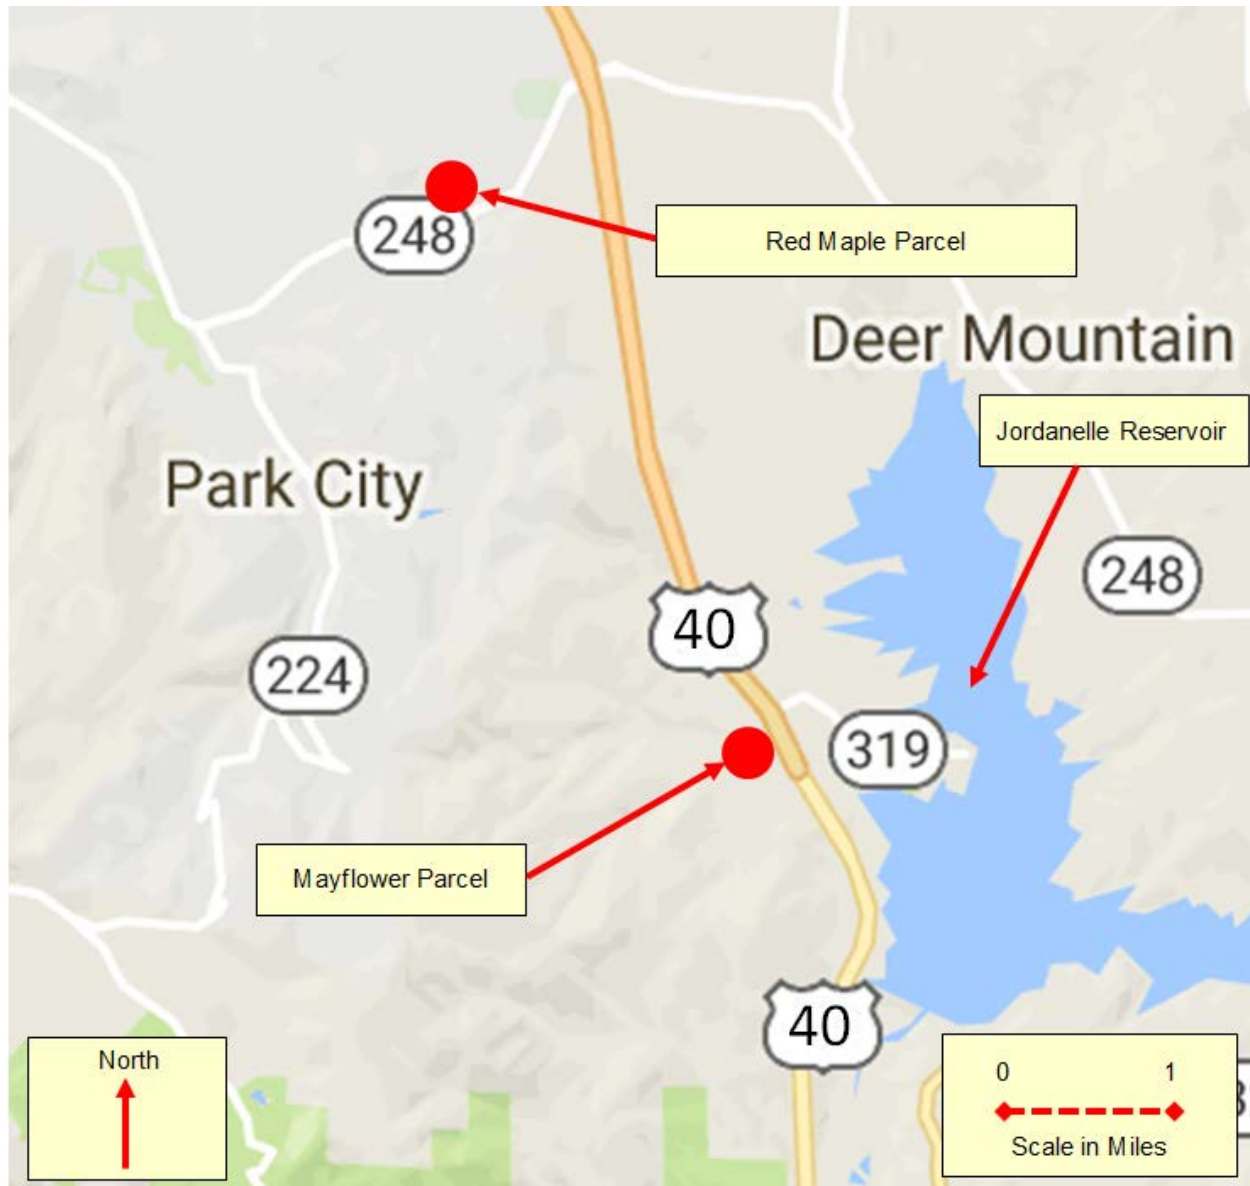 248
Red Maple Parcel
Deer Mountain
Jordanelle Reservoir
Park City
248
40
224
319
Mayflower Parcel
40
North
0 1
Scale in Miles